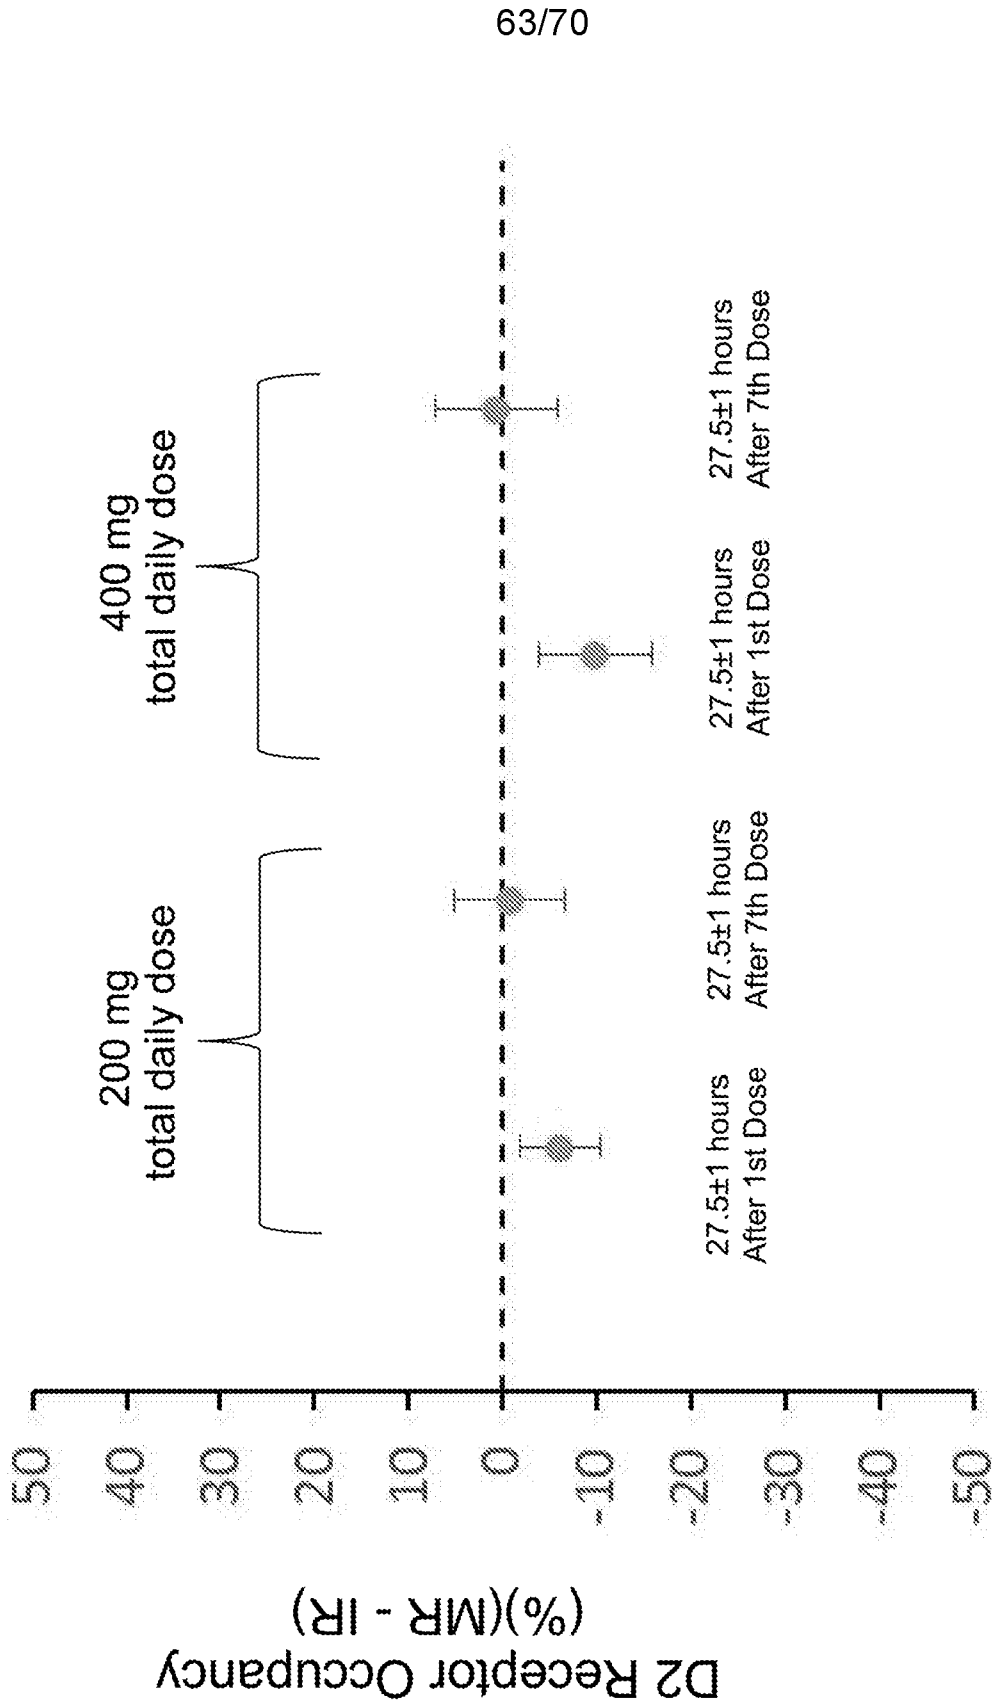 63/70
D2 Receptor Occupancy
(%)(MR - IR)
50
40
30
20
10
0
-10
-20
-30
-40
-50
200 mg
total daily dose
400 mg
total daily dose
27.5±1 hours
After 1st Dose
27.5±1 hours
After 7th Dose
27.5±1 hours
After 1st Dose
27.5±1 hours
After 7th Dose